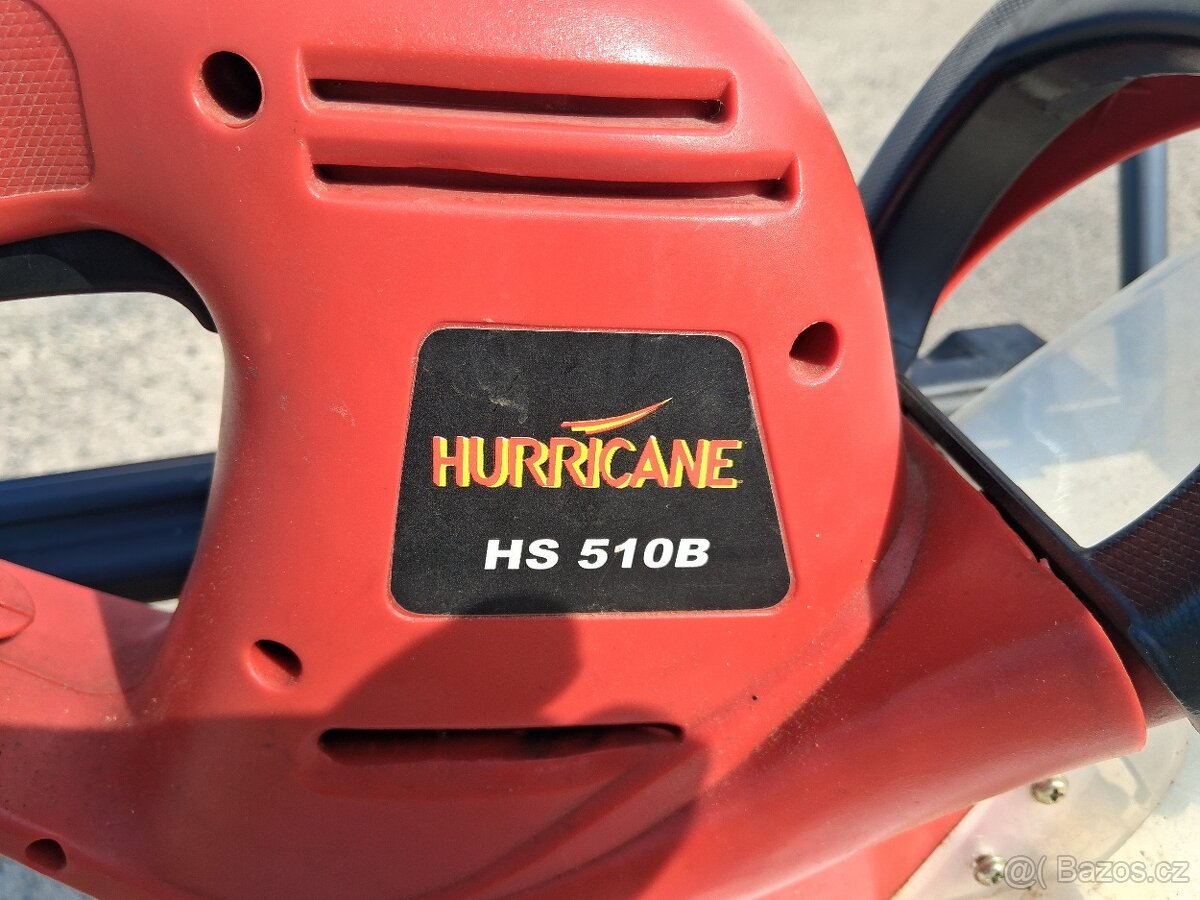 HURRICANE
HS 510B
@( Bazos.cz